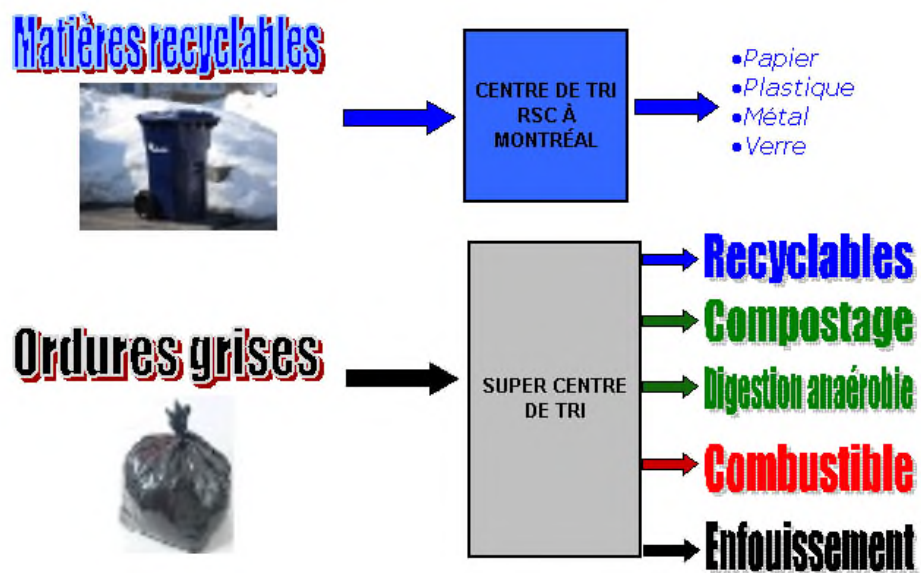 Matières recyclables
CENTRE DE TRI
RSC À
MONTRÉAL
•Papier
•Plastique
•Métal
•Verre
Ordures grises
SUPER CENTRE
DE TRI
Recyclables
Compostage
Digestion anaérobie
Combustible
Enfouissement